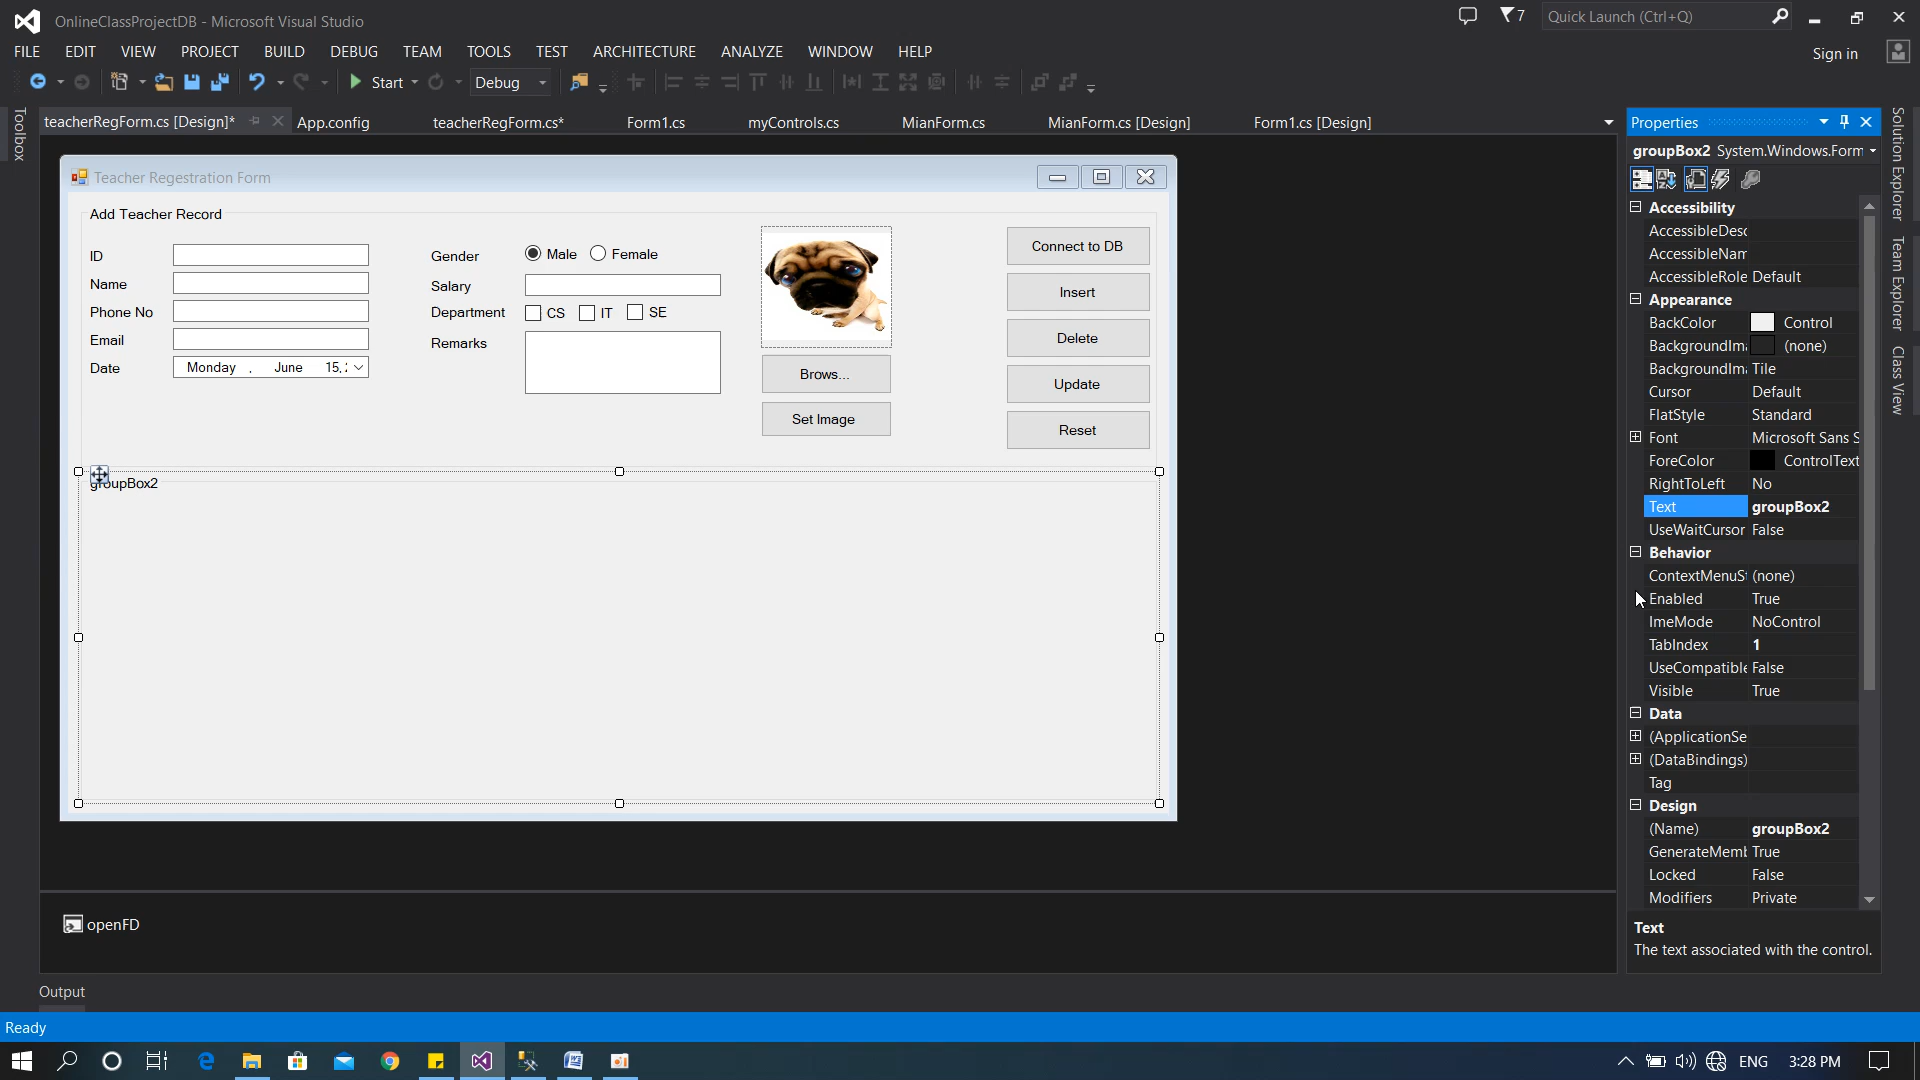 OnlineClassProjectDB - Microsoft Visual Studio
7
Quick Launch (Ctrl+Q)
FILE EDIT VIEW PROJECT BUILD DEBUG TEAM TOOLS TEST ARCHITECTURE ANALYZE WINDOW HELP
Sign in
Start Debug
Toolbox
teacherRegForm.cs [Design]* App.config teacherRegForm.cs* Form1.cs myControls.cs MianForm.cs MianForm.cs [Design] Form1.cs [Design]
Teacher Regestration Form
Add Teacher Record
ID
Name
Phone No
Email
Date Monday , June 15, 2
Gender Male Female
Salary
Department CS IT SE
Remarks
Brows...
Set Image
Connect to DB
Insert
Delete
Update
Reset
groupBox2
openFD
Properties
groupBox2 System.Windows.Form
Accessibility
AccessibleDesc
AccessibleNam
AccessibleRole Default
Appearance
BackColor Control
BackgroundIma (none)
BackgroundIma Tile
Cursor Default
FlatStyle Standard
Font Microsoft Sans S
ForeColor ControlText
RightToLeft No
Text groupBox2
UseWaitCursor False
Behavior
ContextMenuSt (none)
Enabled True
ImeMode NoControl
TabIndex 1
UseCompatible False
Visible True
Data
(ApplicationSe
(DataBindings)
Tag
Design
(Name) groupBox2
GenerateMemb True
Locked False
Modifiers Private
Text
The text associated with the control.
Solution Explorer
Team Explorer
Class View
Output
Ready
ENG 3:28 PM